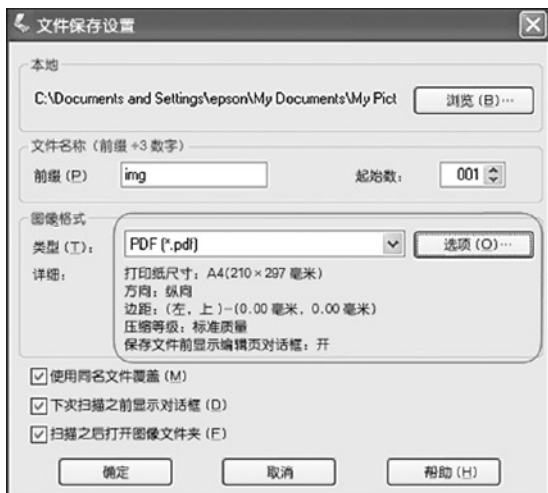 文件保存设置
本地
C:\Documents and Settings\epson\My Documents\My Pict 浏览 (B)...
文件名称 (前缀 +3 数字)
前缀 (P) img 起始数: 001
图像格式
类型 (T): PDF (*.pdf) 选项 (O)...
详细: 打印纸尺寸: A4(210×297 毫米)
方向: 纵向
边距: (左, 上)-(0.00 毫米, 0.00 毫米)
压缩等级: 标准质量
保存文件前显示编辑页对话框: 开
使用同名文件覆盖 (M)
下次扫描之前显示对话框 (D)
扫描之后打开图像文件夹 (F)
确定 取消 帮助 (H)